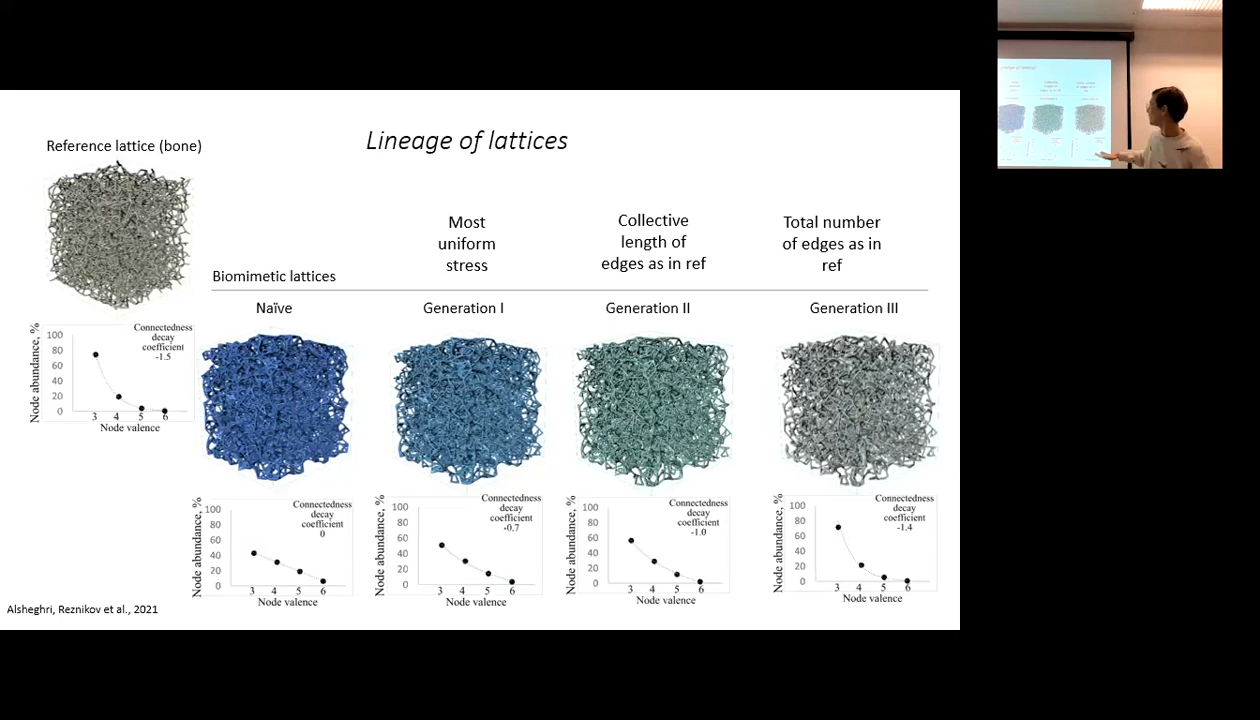 Lineage of lattices
Reference lattice (bone)
Node abundance, %
100
80
60
40
20
0
Connectedness
decay
coefficient
-1.5
3 4 5 6
Node valence
Most
uniform
stress
Collective
length of
edges as in ref
Total number
of edges as in
ref
Biomimetic lattices
Naïve
Generation I
Generation II
Generation III
Node abundance, %
100
80
60
40
20
0
Connectedness
decay
coefficient
0
3 4 5 6
Node valence
Node abundance, %
100
80
60
40
20
0
Connectedness
decay
coefficient
-0.7
3 4 5 6
Node valence
Node abundance, %
100
80
60
40
20
0
Connectedness
decay
coefficient
-1.0
3 4 5 6
Node valence
Node abundance, %
100
80
60
40
20
0
Connectedness
decay
coefficient
-1.4
3 4 5 6
Node valence
Alsheghri, Reznikov et al., 2021